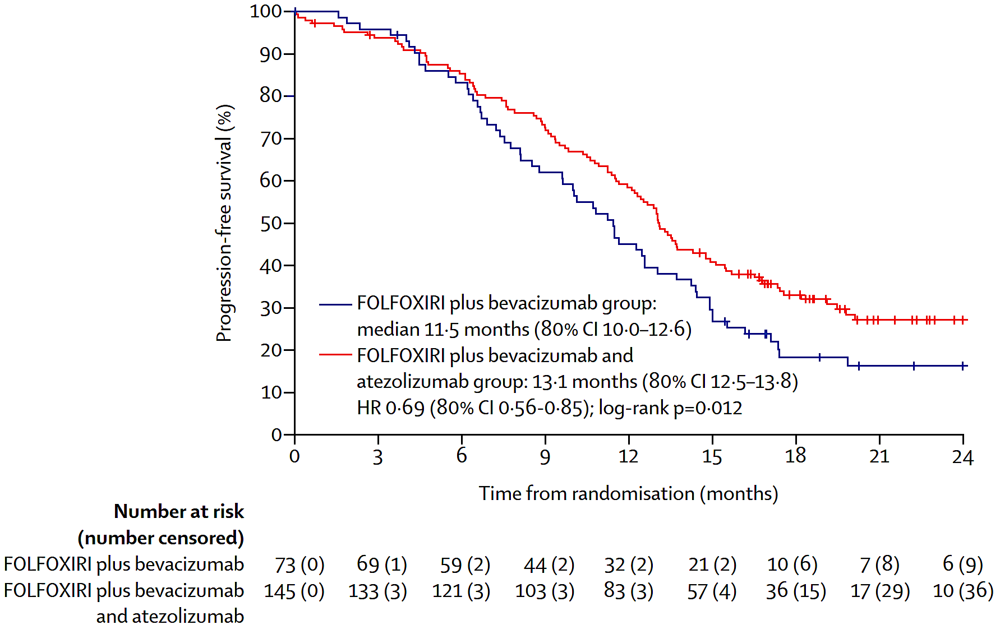 100
90
80
70
60
50
40
30
20
10
0
Progression-free survival (%)
FOLFOXIRI plus bevacizumab group:
median 11·5 months (80% CI 10·0–12·6)
FOLFOXIRI plus bevacizumab and
atezolizumab group: 13·1 months (80% CI 12·5–13·8)
HR 0·69 (80% CI 0·56-0·85); log-rank p=0·012
0 3 6 9 12 15 18 21 24
Time from randomisation (months)
Number at risk
(number censored)
FOLFOXIRI plus bevacizumab 73 (0) 69 (1) 59 (2) 44 (2) 32 (2) 21 (2) 10 (6) 7 (8) 6 (9)
FOLFOXIRI plus bevacizumab 145 (0) 133 (3) 121 (3) 103 (3) 83 (3) 57 (4) 36 (15) 17 (29) 10 (36)
and atezolizumab